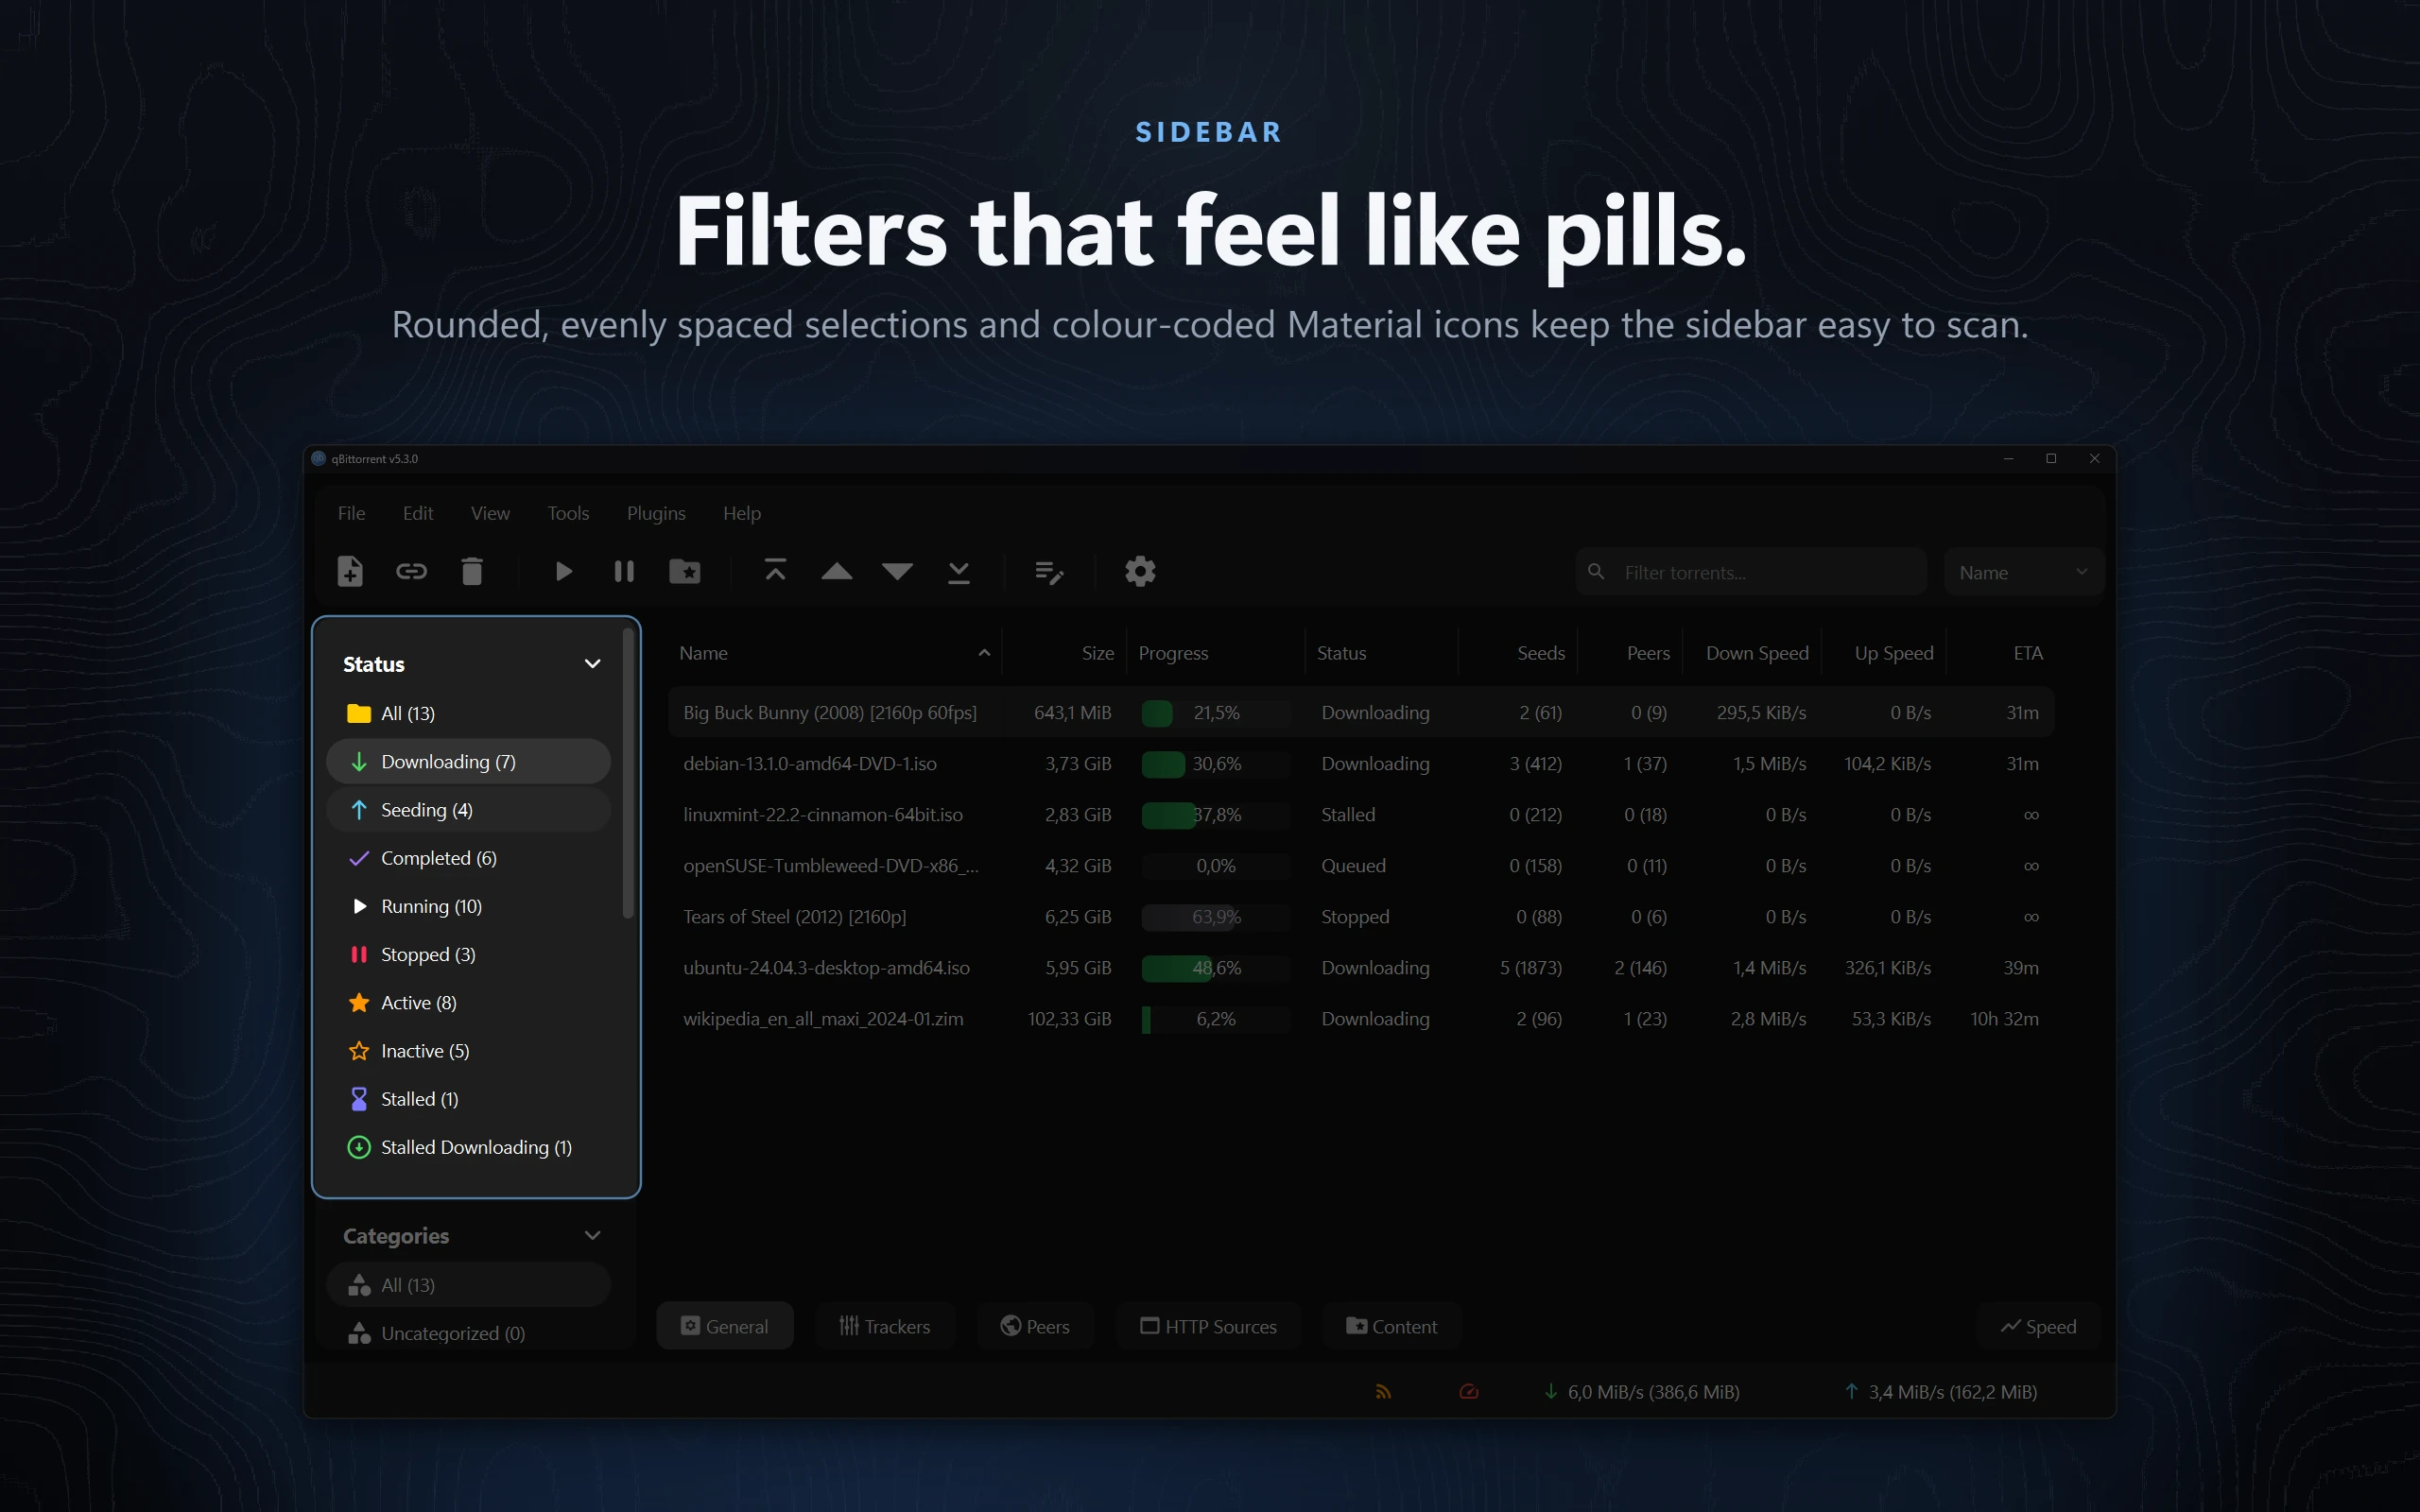 SIDEBAR
Filters that feel like pills.
Rounded, evenly spaced selections and colour-coded Material icons keep the sidebar easy to scan.
qBittorrent v5.3.0
File Edit View Tools Plugins Help
Filter torrents... Name
Status
All (13)
Downloading (7)
Seeding (4)
Completed (6)
Running (10)
Stopped (3)
Active (8)
Inactive (5)
Stalled (1)
Stalled Downloading (1)
Categories
All (13)
Uncategorized (0)
Name Size Progress Status Seeds Peers Down Speed Up Speed ETA
Big Buck Bunny (2008) [2160p 60fps] 643,1 MiB 21,5% Downloading 2 (61) 0 (9) 295,5 KiB/s 0 B/s 31m
debian-13.1.0-amd64-DVD-1.iso 3,73 GiB 30,6% Downloading 3 (412) 1 (37) 1,5 MiB/s 104,2 KiB/s 31m
linuxmint-22.2-cinnamon-64bit.iso 2,83 GiB 37,8% Stalled 0 (212) 0 (18) 0 B/s 0 B/s ∞
openSUSE-Tumbleweed-DVD-x86_... 4,32 GiB 0,0% Queued 0 (158) 0 (11) 0 B/s 0 B/s ∞
Tears of Steel (2012) [2160p] 6,25 GiB 63,9% Stopped 0 (88) 0 (6) 0 B/s 0 B/s ∞
ubuntu-24.04.3-desktop-amd64.iso 5,95 GiB 48,6% Downloading 5 (1873) 2 (146) 1,4 MiB/s 326,1 KiB/s 39m
wikipedia_en_all_maxi_2024-01.zim 102,33 GiB 6,2% Downloading 2 (96) 1 (23) 2,8 MiB/s 53,3 KiB/s 10h 32m
General Trackers Peers HTTP Sources Content Speed
6,0 MiB/s (386,6 MiB) 3,4 MiB/s (162,2 MiB)